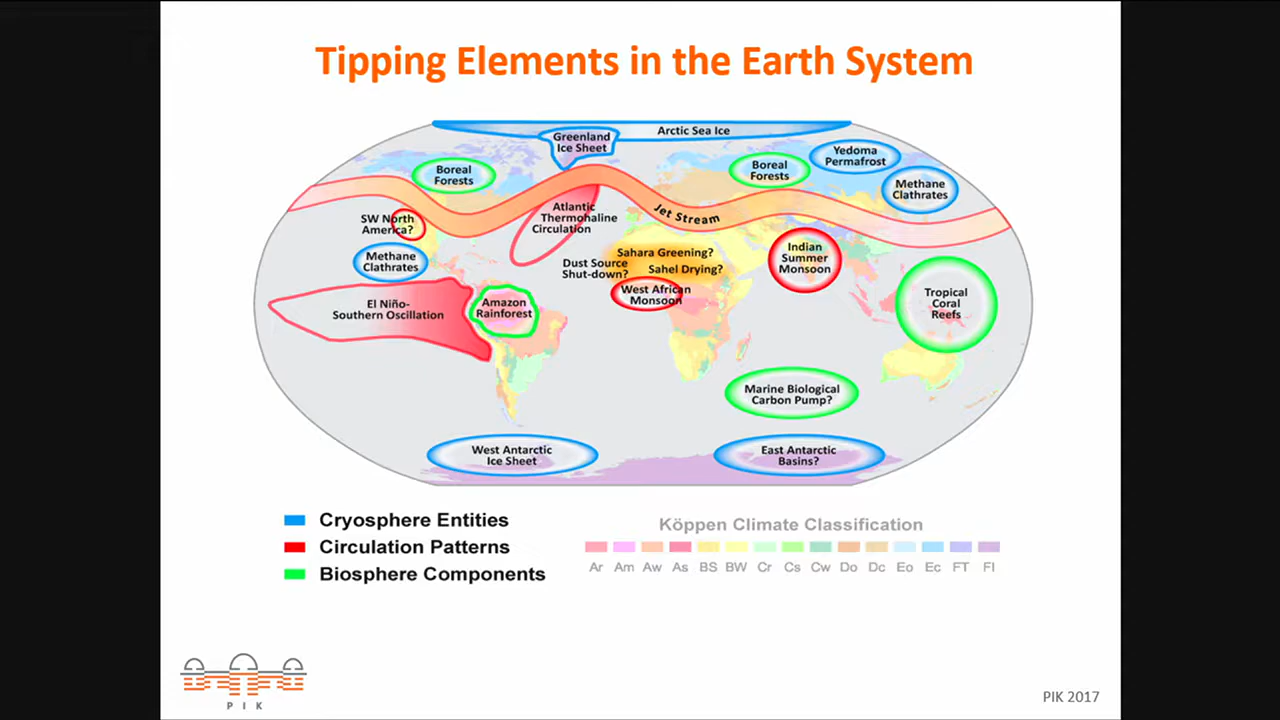 Tipping Elements in the Earth System
Arctic Sea Ice
Greenland
Ice Sheet
Yedoma
Permafrost
Boreal
Forests
Boreal
Forests
Methane
Clathrates
Atlantic
Thermohaline
Circulation
Jet Stream
SW North
America?
Methane
Clathrates
Sahara Greening?
Dust Source
Shut-down?
Sahel Drying?
Indian
Summer
Monsoon
West African
Monsoon
El Niño-
Southern Oscillation
Amazon
Rainforest
Tropical
Coral
Reefs
Marine Biological
Carbon Pump?
West Antarctic
Ice Sheet
East Antarctic
Basins?
Cryosphere Entities
Circulation Patterns
Biosphere Components
Köppen Climate Classification
Ar Am Aw As BS BW Cr Cs Cw Do Dc Eo Ec FT FI
PIK
PIK 2017